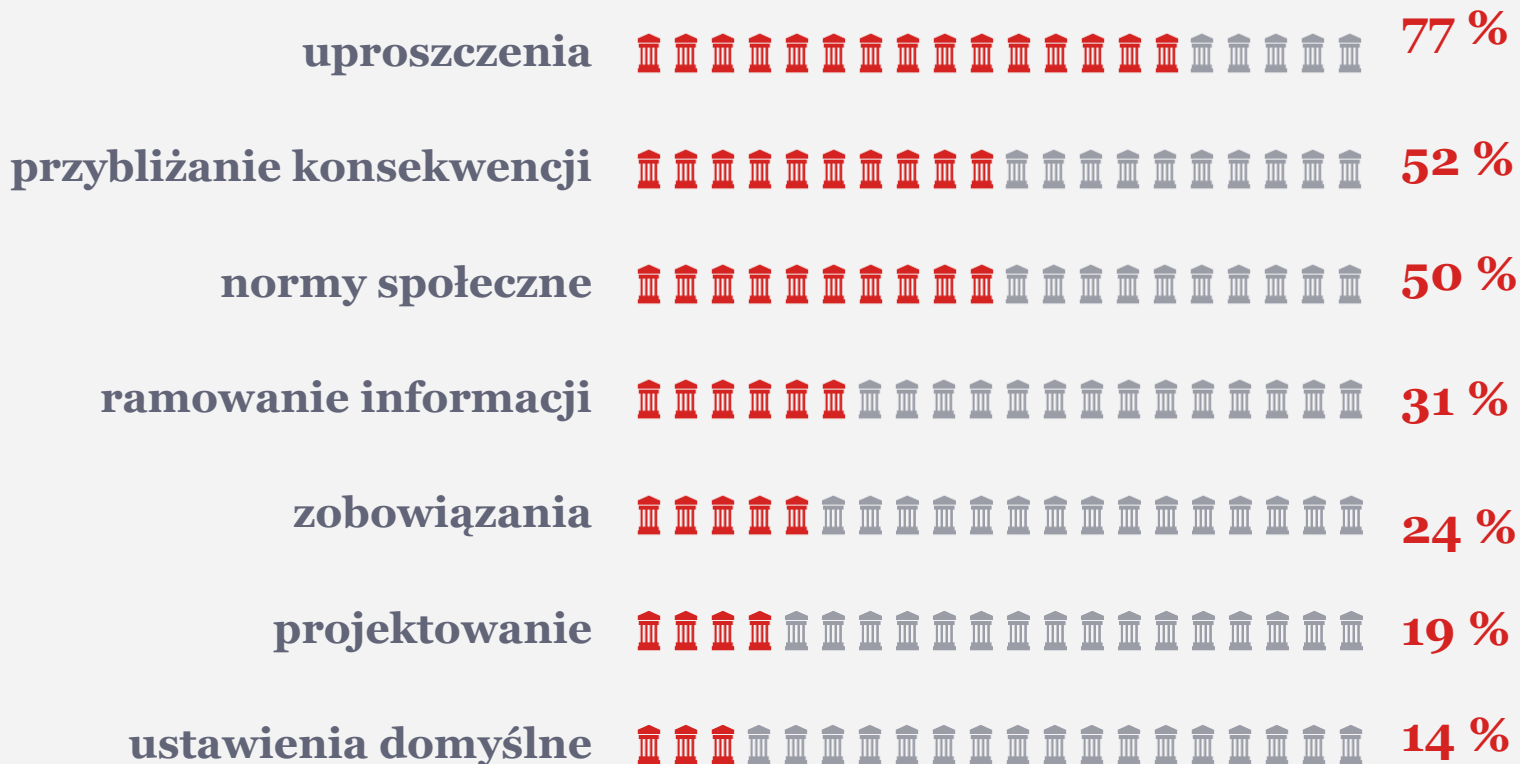 uproszczenia 77 %
przybliżanie konsekwencji 52 %
normy społeczne 50 %
ramowanie informacji 31 %
zobowiązania 24 %
projektowanie 19 %
ustawienia domyślne 14 %